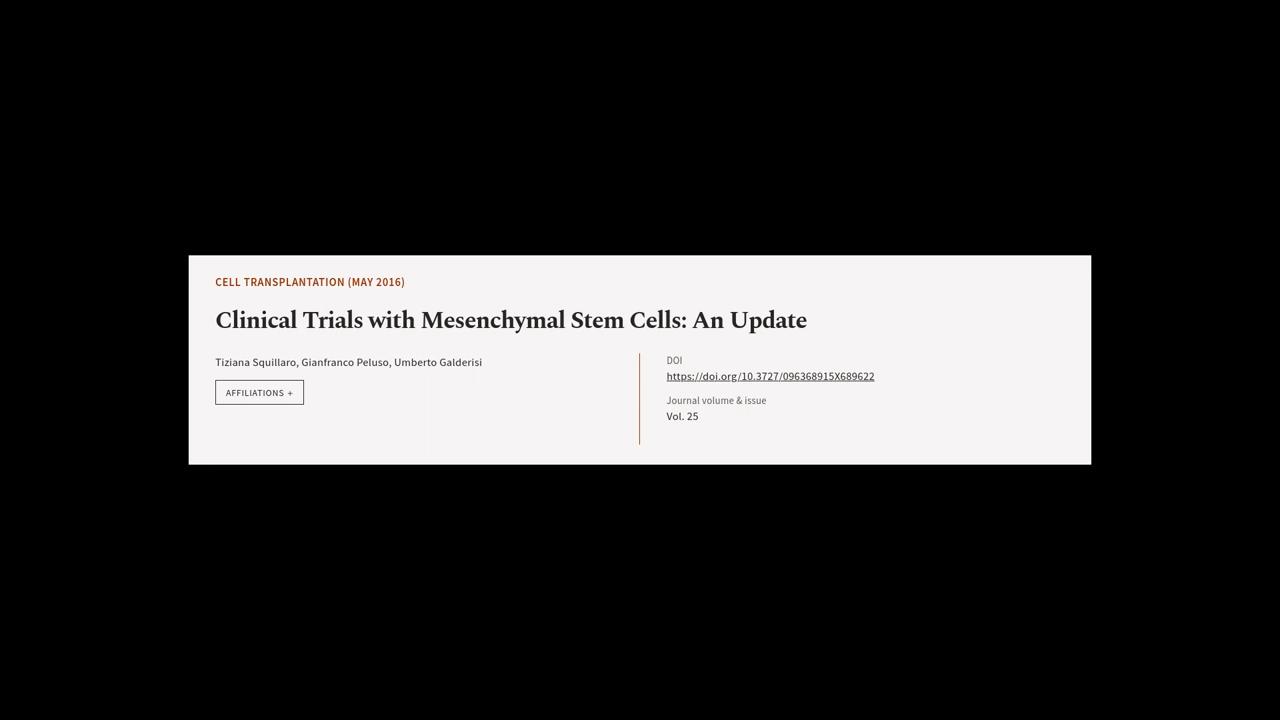 CELL TRANSPLANTATION (MAY 2016)
Clinical Trials with Mesenchymal Stem Cells: An Update
Tiziana Squillaro, Gianfranco Peluso, Umberto Galderisi
AFFILIATIONS +
DOI
https://doi.org/10.3727/096368915X689622
Journal volume & issue
Vol. 25